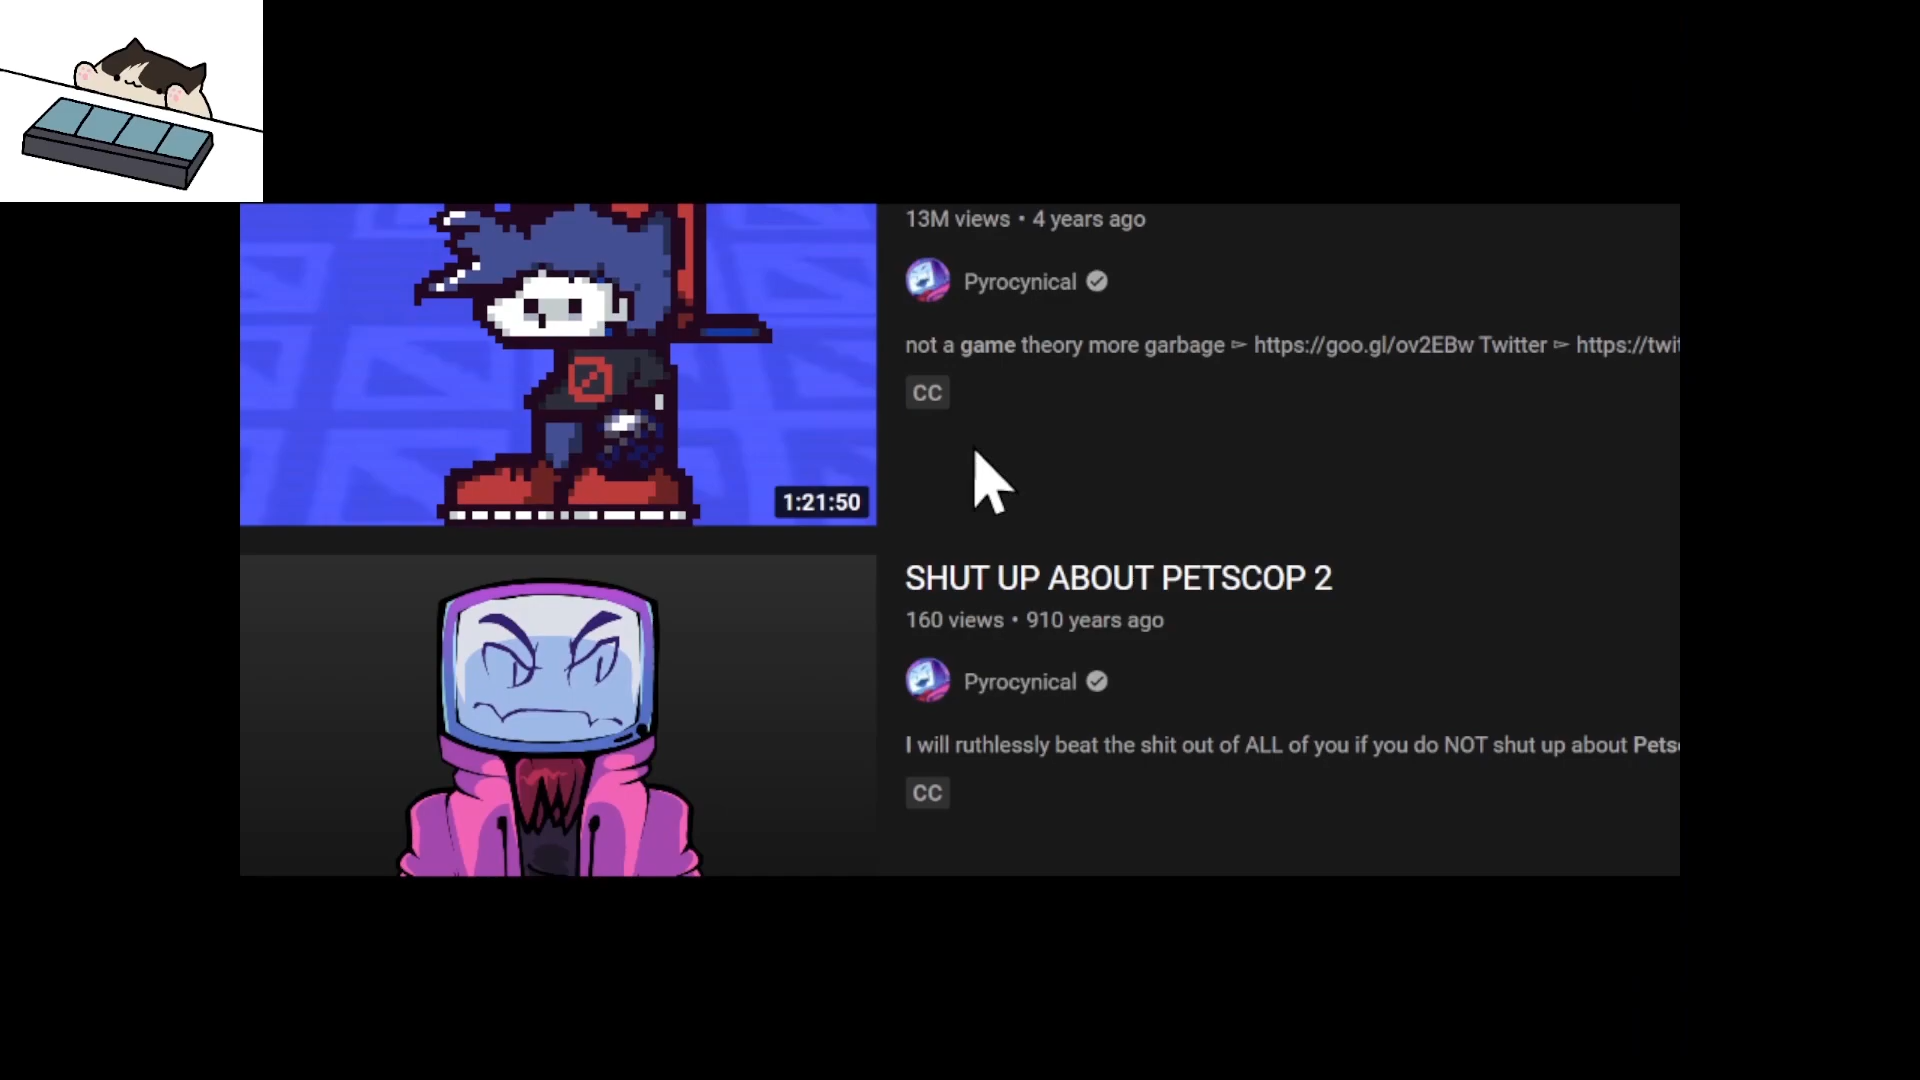 13M views • 4 years ago
Pyrocynical
not a game theory more garbage ➤ https://goo.gl/ov2EBw Twitter ➤ https://twit
CC
1:21:50
SHUT UP ABOUT PETSCOP 2
160 views • 910 years ago
Pyrocynical
I will ruthlessly beat the shit out of ALL of you if you do NOT shut up about Pets
CC